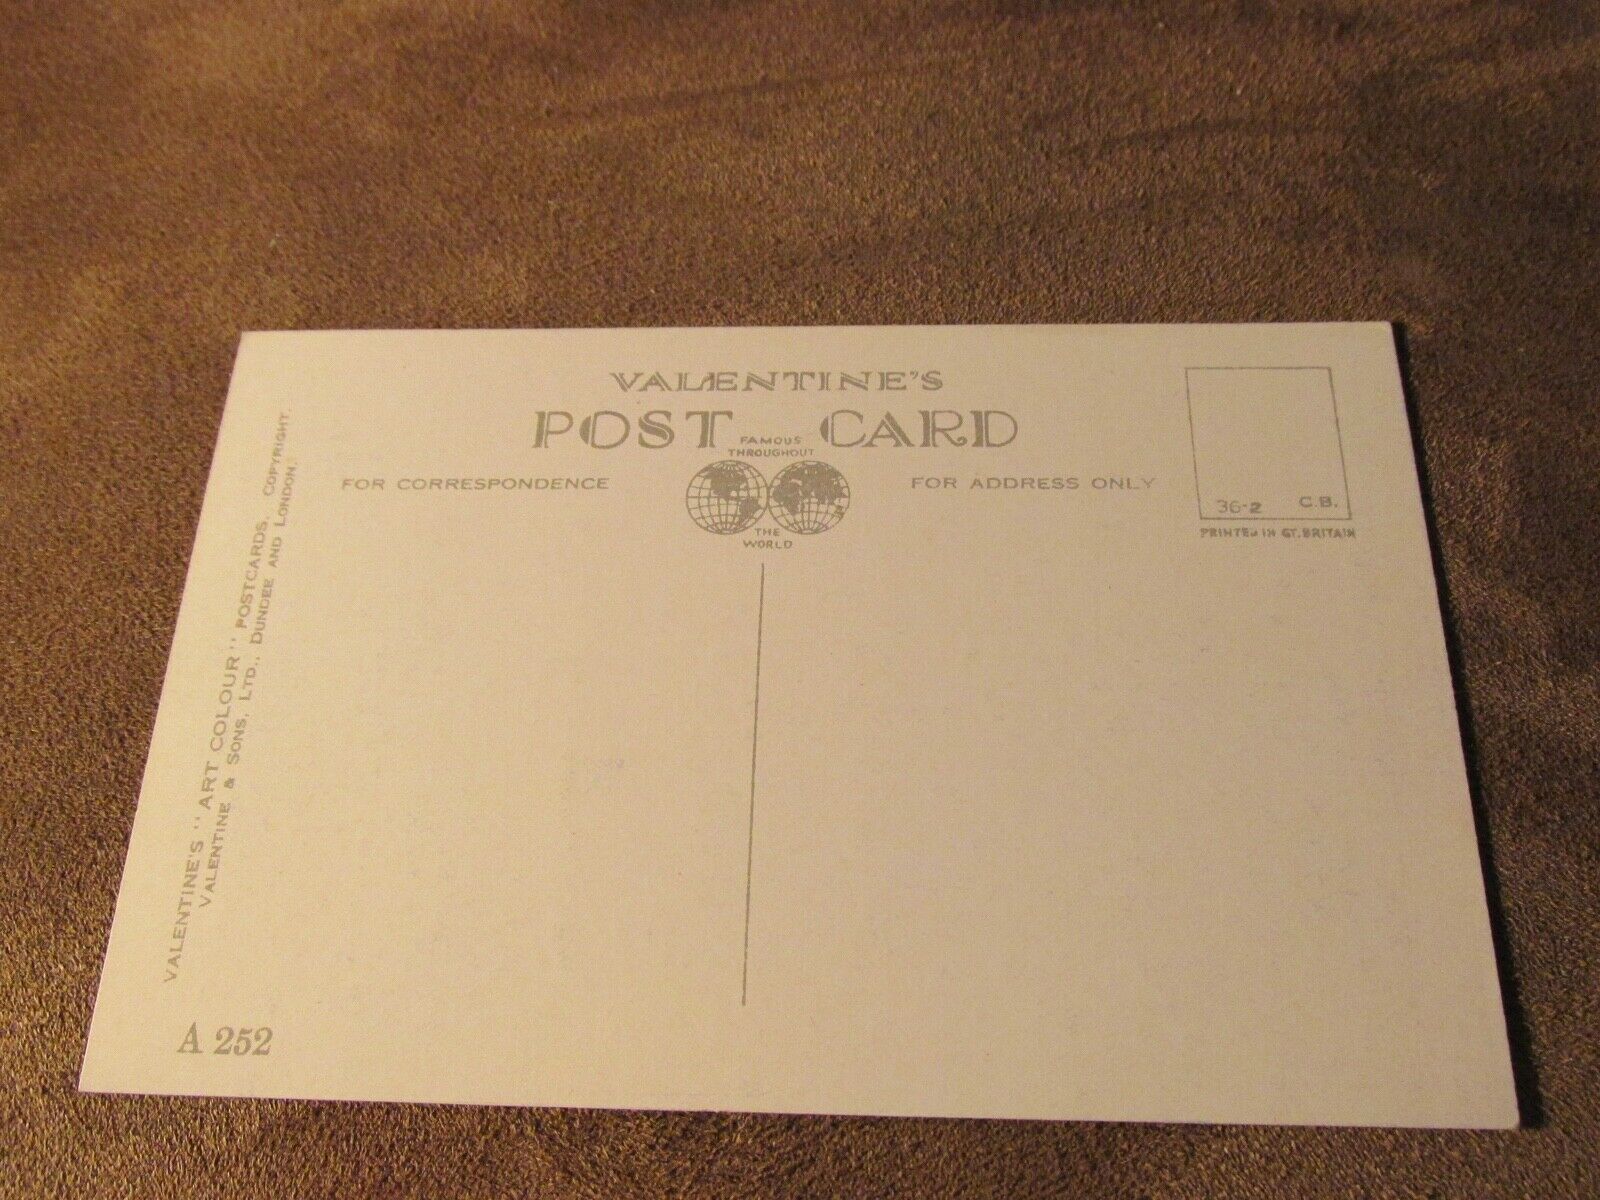 VALENTINE'S
POST CARD
FAMOUS
THROUGHOUT
THE
WORLD
FOR CORRESPONDENCE
FOR ADDRESS ONLY
36-2 C.B.
PRINTED IN GT. BRITAIN
VALENTINE'S "ART COLOUR" POSTCARDS. COPYRIGHT.
VALENTINE & SONS, LTD., DUNDEE AND LONDON.
A 252